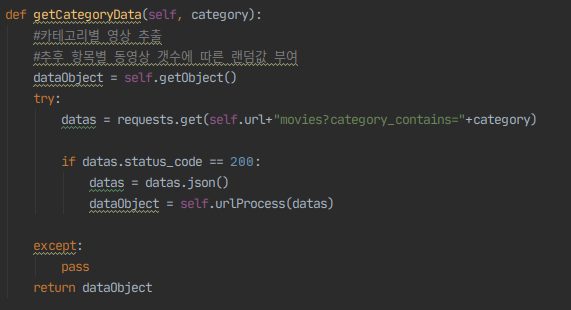 def getCategoryData(self, category):
    #카테고리별 영상 추출
    #추후 항목별 동영상 갯수에 따른 랜덤값 부여
    dataObject = self.getObject()
    try:
        datas = requests.get(self.url+"movies?category_contains="+category)
        if datas.status_code == 200:
            datas = datas.json()
            dataObject = self.urlProcess(datas)
    except:
        pass
    return dataObject